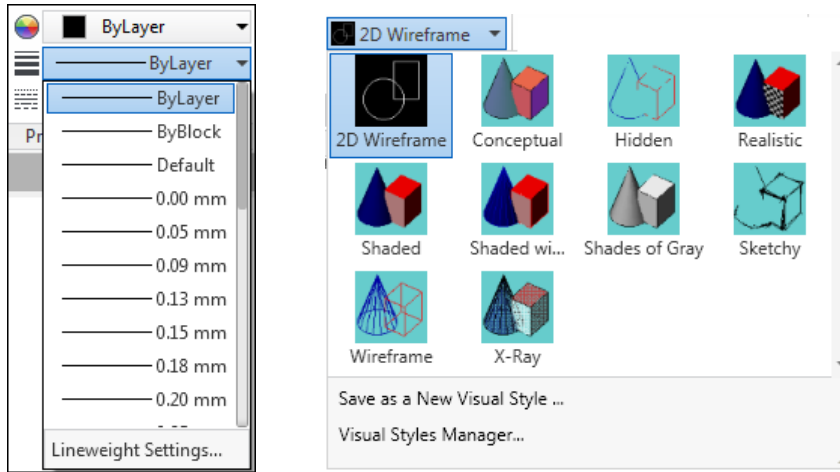 ByLayer
ByLayer
ByLayer
ByBlock
Default
0.00 mm
0.05 mm
0.09 mm
0.13 mm
0.15 mm
0.18 mm
0.20 mm
Lineweight Settings...
Pr
2D Wireframe
2D Wireframe Conceptual Hidden Realistic
Shaded Shaded wi... Shades of Gray Sketchy
Wireframe X-Ray
Save as a New Visual Style ...
Visual Styles Manager...